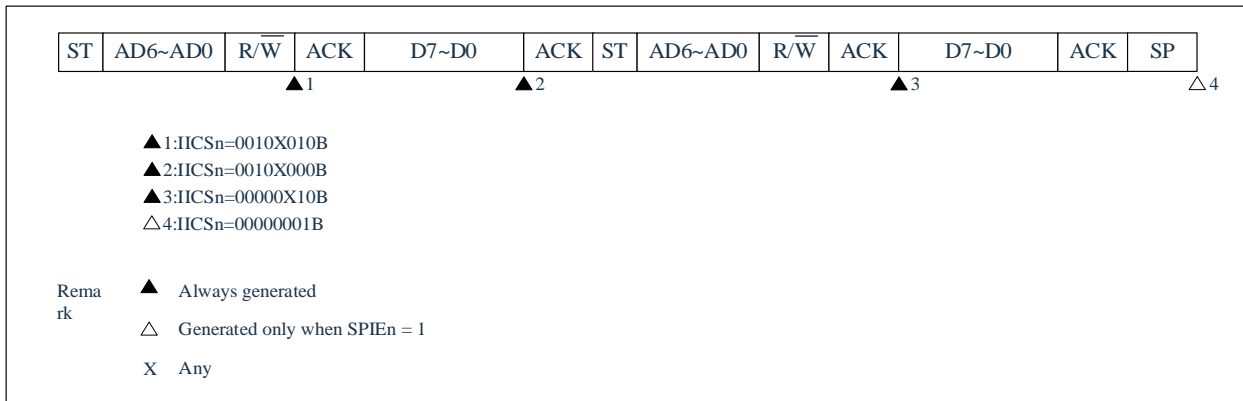 ST AD6~AD0 R/W̅ ACK D7~D0 ACK ST AD6~AD0 R/W̅ ACK D7~D0 ACK SP
▲1 ▲2 ▲3 △4
▲1:IICSn=0010X010B
▲2:IICSn=0010X000B
▲3:IICSn=00000X10B
△4:IICSn=00000001B
Rema
rk
▲ Always generated
△ Generated only when SPIEn = 1
X Any